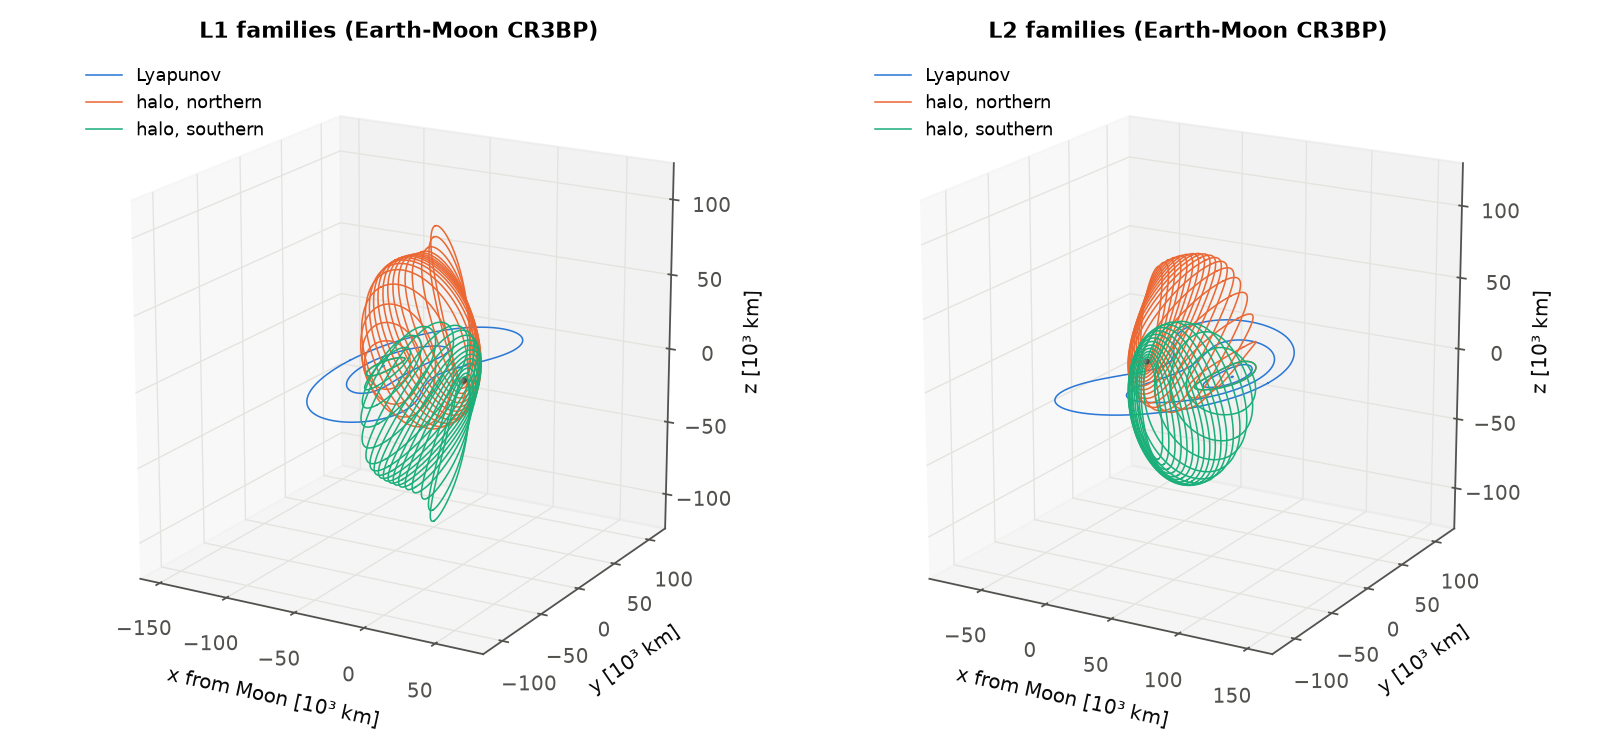 L1 families (Earth-Moon CR3BP)
Lyapunov
halo, northern
halo, southern
100
50
0
−50
−100
z [10³ km]
−150
−100
−50
0
50
x from Moon [10³ km]
−100
−50
0
50
100
y [10³ km]
L2 families (Earth-Moon CR3BP)
Lyapunov
halo, northern
halo, southern
100
50
0
−50
−100
z [10³ km]
−50
0
50
100
150
x from Moon [10³ km]
−100
−50
0
50
100
y [10³ km]